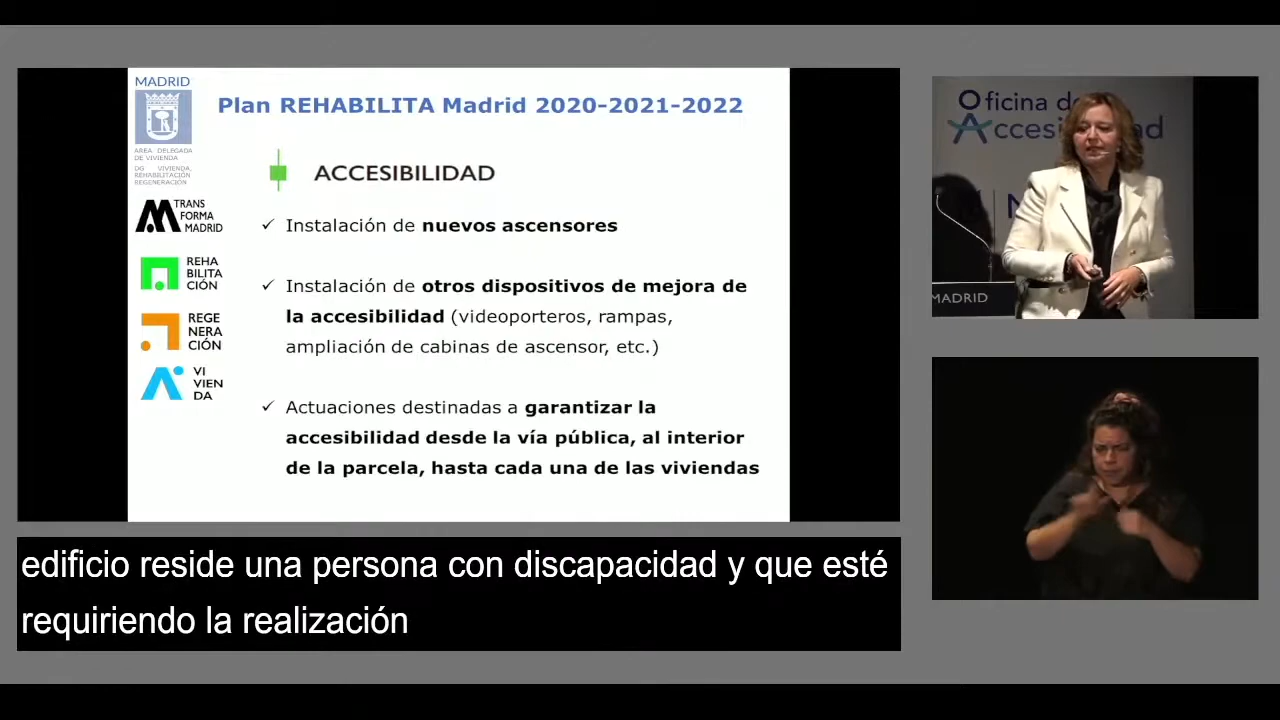 MADRID
AREA DELEGADA
DE VIVIENDA
DG VIVIENDA,
REHABILITACIÓN
REGENERACIÓN
TRANS
FORMA
MADRID
REHA
BILITA
CIÓN
REGE
NERA
CIÓN
VI
VIEN
DA
Plan REHABILITA Madrid 2020-2021-2022
ACCESIBILIDAD
✓ Instalación de nuevos ascensores
✓ Instalación de otros dispositivos de mejora de
la accesibilidad (videoporteros, rampas,
ampliación de cabinas de ascensor, etc.)
✓ Actuaciones destinadas a garantizar la
accesibilidad desde la vía pública, al interior
de la parcela, hasta cada una de las viviendas
Oficina de
MADRID
edificio reside una persona con discapacidad y que esté
requiriendo la realización